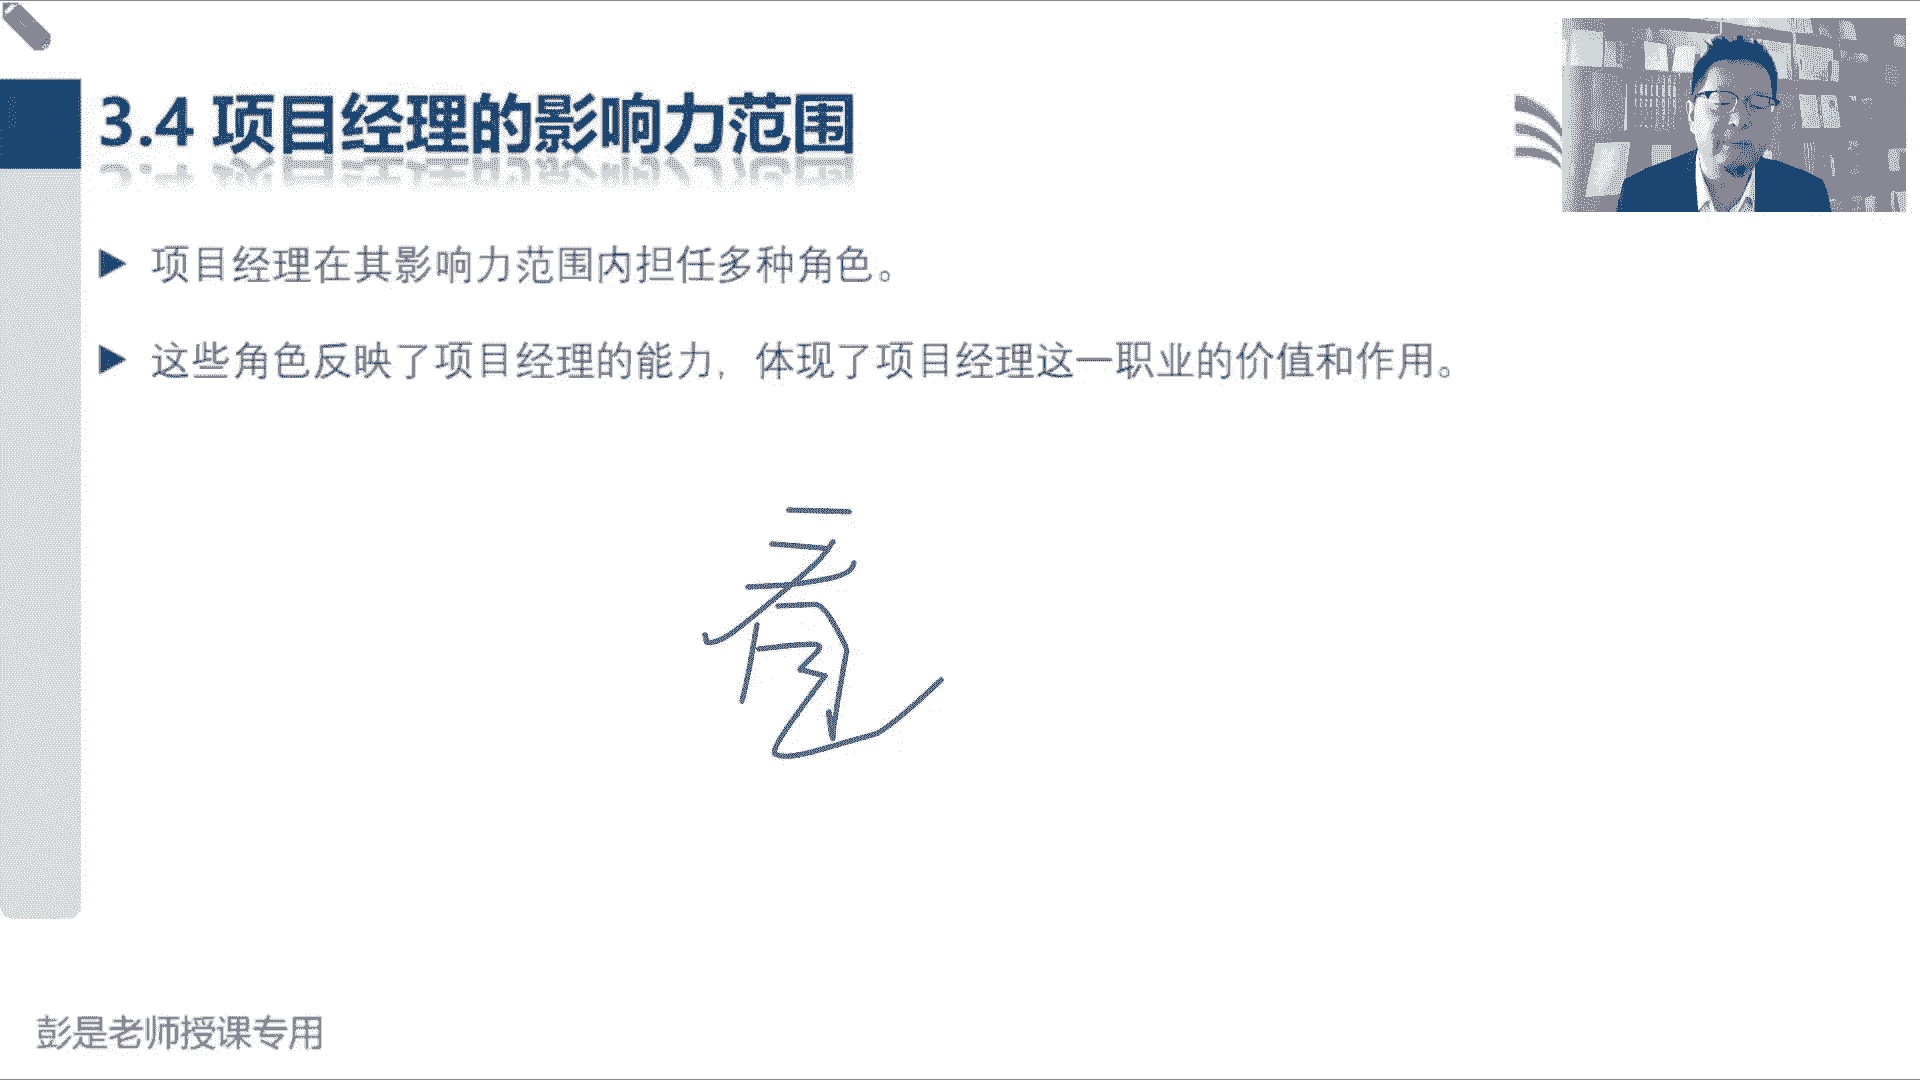 3.4 项目经理的影响力范围
项目经理在其影响力范围内担任多种角色。
这些角色反映了项目经理的能力，体现了项目经理这一职业的价值和作用。
彭是老师授课专用